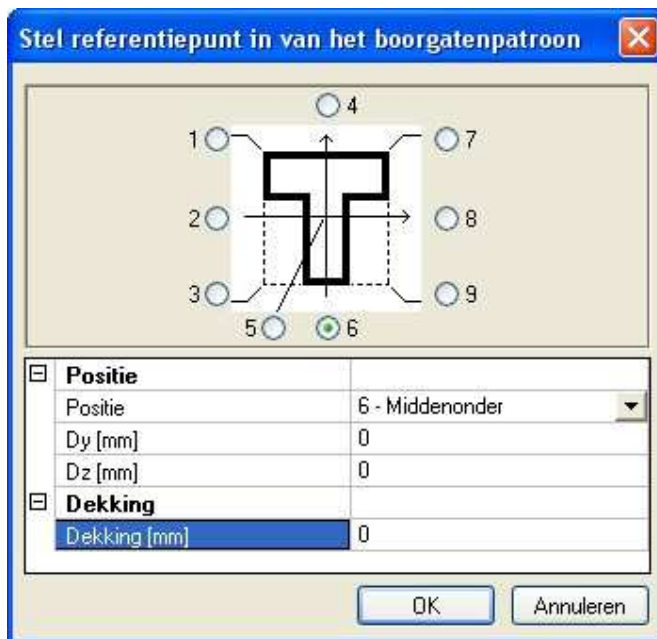 Stel referentiepunt in van het boorgatenpatroon
4
1 7
2 8
3 9
5 6
Positie
Positie 6 - Middenonder
Dy [mm] 0
Dz [mm] 0
Dekking
Dekking [mm] 0
OK Annuleren